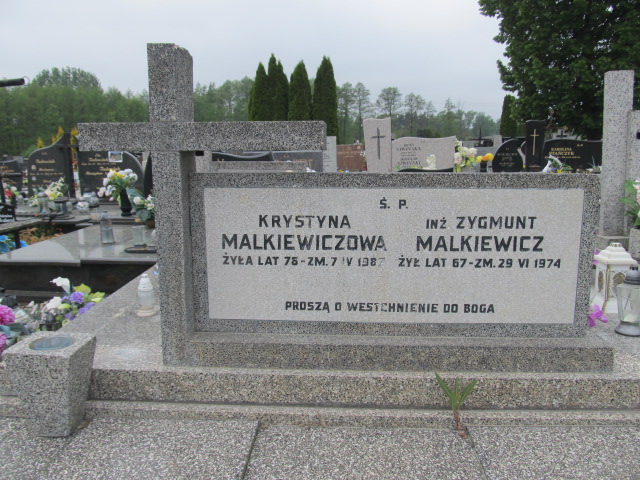 Ś. P.
KRYSTYNA
MALKIEWICZOWA
ŻYŁA LAT 76-ZM. 7 IV 1987
INŻ ZYGMUNT
MALKIEWICZ
ŻYŁ LAT 67-ZM. 29 VI 1974
PROSZĄ O WESTCHNIENIE DO BOGA